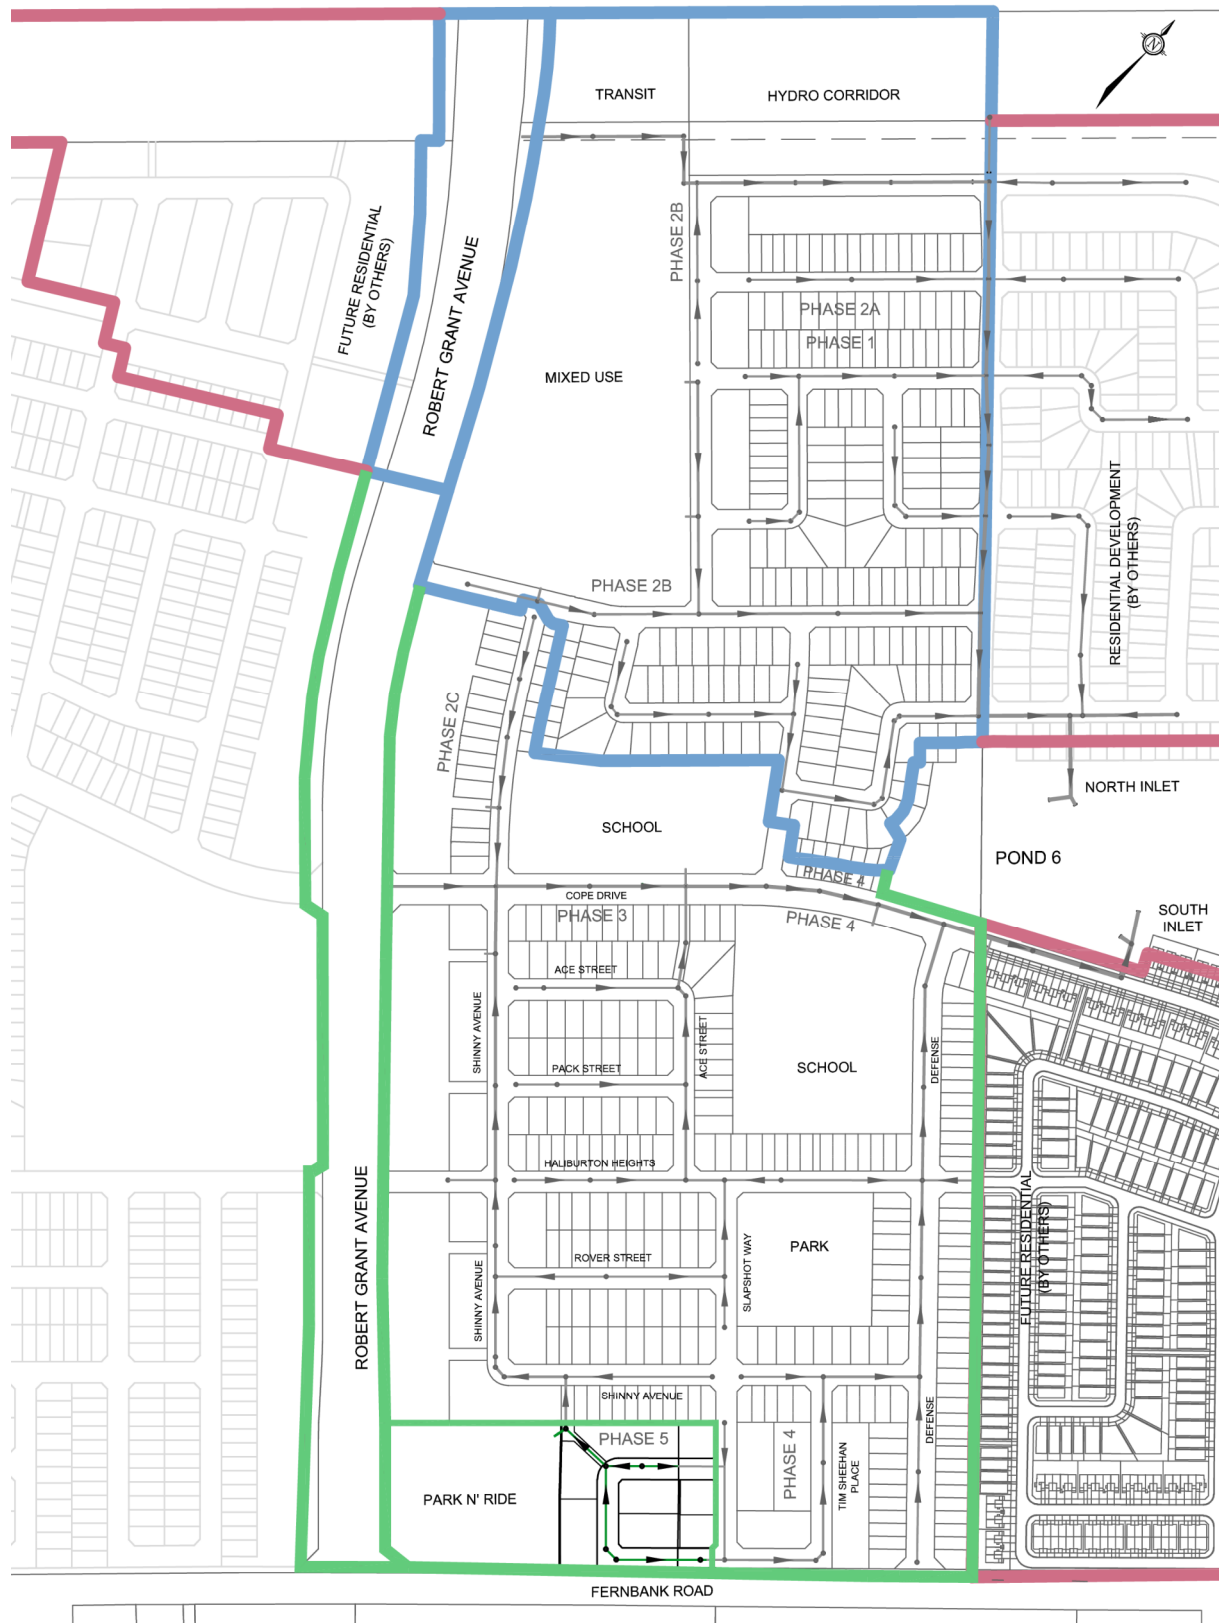 N
TRANSIT
HYDRO CORRIDOR
PHASE 2B
FUTURE RESIDENTIAL
(BY OTHERS)
ROBERT GRANT AVENUE
PHASE 2A
PHASE 1
MIXED USE
RESIDENTIAL DEVELOPMENT
(BY OTHERS)
PHASE 2B
PHASE 2C
NORTH INLET
SCHOOL
POND 6
PHASE 4
COPE DRIVE
PHASE 3
PHASE 4
SOUTH
INLET
ACE STREET
SHINNY AVENUE
ACE STREET
DEFENSE
PACK STREET
SCHOOL
HALIBURTON HEIGHTS
ROBERT GRANT AVENUE
FUTURE RESIDENTIAL
(BY OTHERS)
PARK
ROVER STREET
SLAPSHOT WAY
SHINNY AVENUE
SHINNY AVENUE
DEFENSE
PHASE 5
PHASE 4
TIM SHEEHAN
PLACE
PARK N' RIDE
FERNBANK ROAD